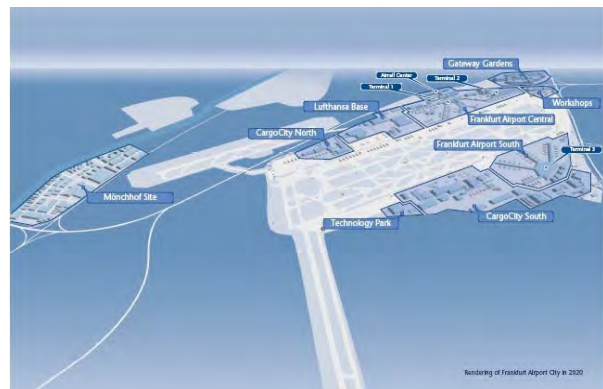 Gateway Gardens
Airrail Center
Terminal 2
Terminal 1
Workshops
Lufthansa Base
Frankfurt Airport Central
CargoCity North
Frankfurt Airport South
Terminal 3
Mönchhof Site
Technology Park
CargoCity South
Rendering of Frankfurt Airport City in 2020